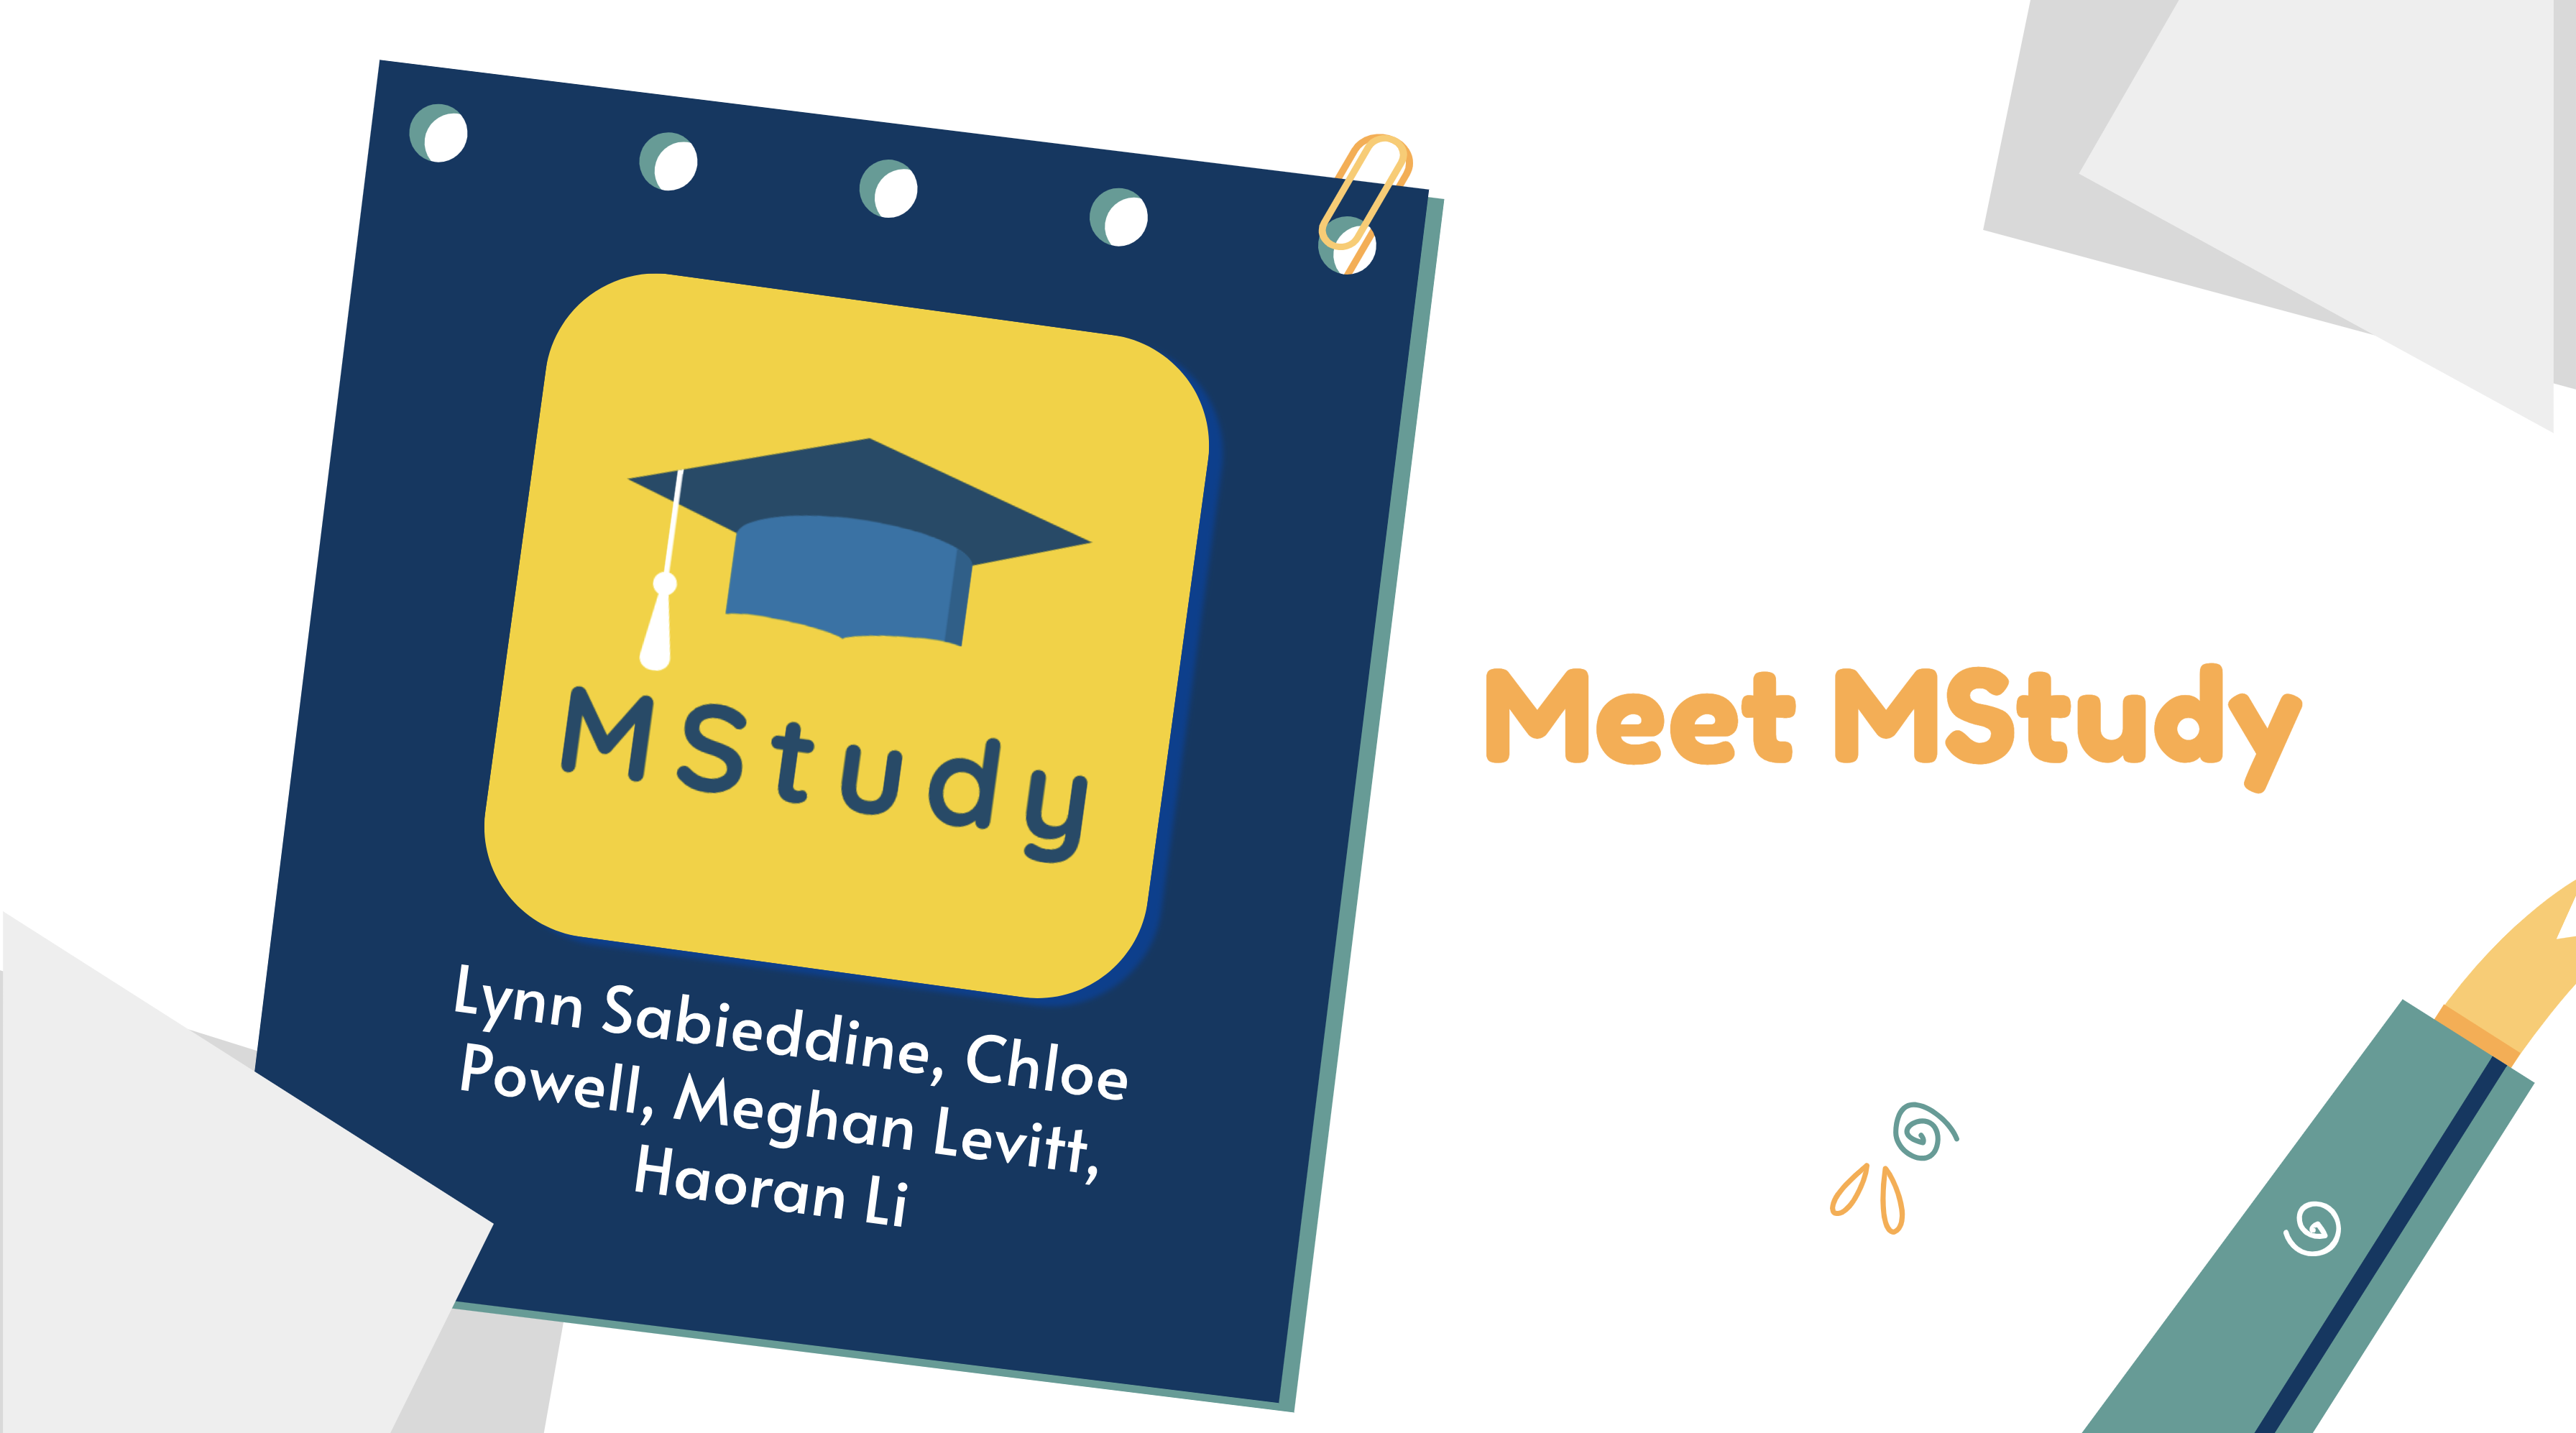 MStudy
Lynn Sabieddine, Chloe
Powell, Meghan Levitt,
Haoran Li
Meet MStudy